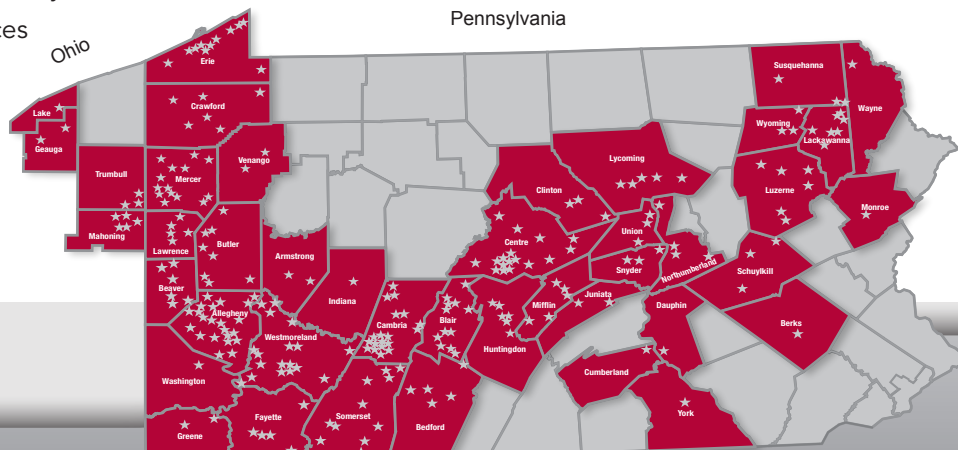 Pennsylvania
ces
Ohio
Erie
Susquehanna
Wayne
Crawford
Lake
Wyoming
Lackawanna
Geauga
Venango
Lycoming
Trumbull
Mercer
Clinton
Luzerne
Monroe
Mahoning
Lawrence
Butler
Centre
Union
Armstrong
Snyder
Northumberland
Schuylkill
Beaver
Indiana
Juniata
Mifflin
Dauphin
Allegheny
Cambria
Blair
Berks
Westmoreland
Huntingdon
Washington
Cumberland
Fayette
Somerset
York
Bedford
Greene